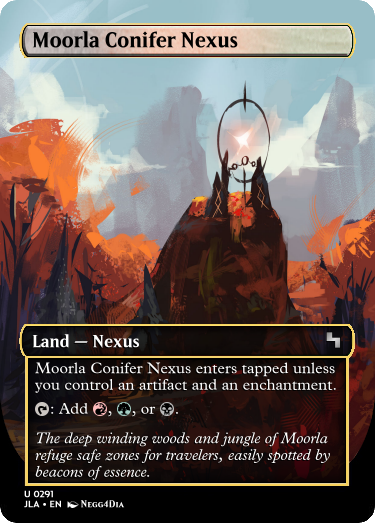 Moorla Conifer Nexus
Land — Nexus
Moorla Conifer Nexus enters tapped unless
you control an artifact and an enchantment.
: Add , , or .
The deep winding woods and jungle of Moorla
refuge safe zones for travelers, easily spotted by
beacons of essence.
U 0291
JLA • EN Negg4Dia